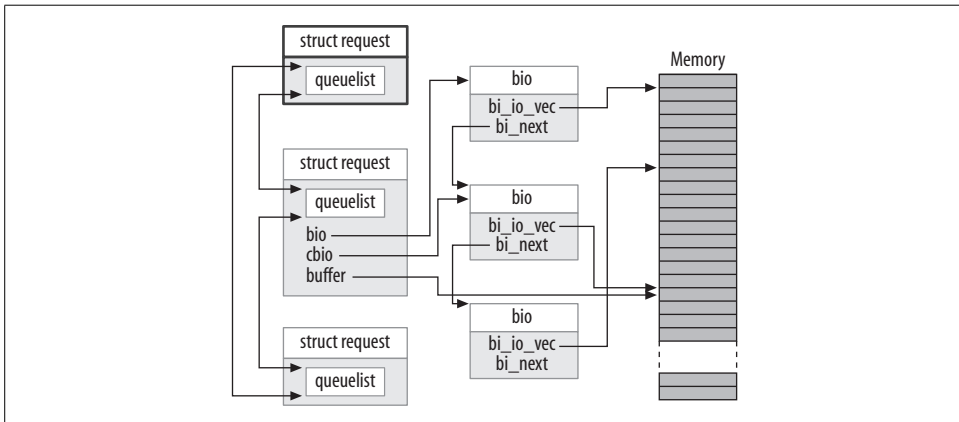 struct request
queuelist
struct request
queuelist
bio
cbio
buffer
struct request
queuelist
bio
bi_io_vec
bi_next
bio
bi_io_vec
bi_next
bio
bi_io_vec
bi_next
Memory